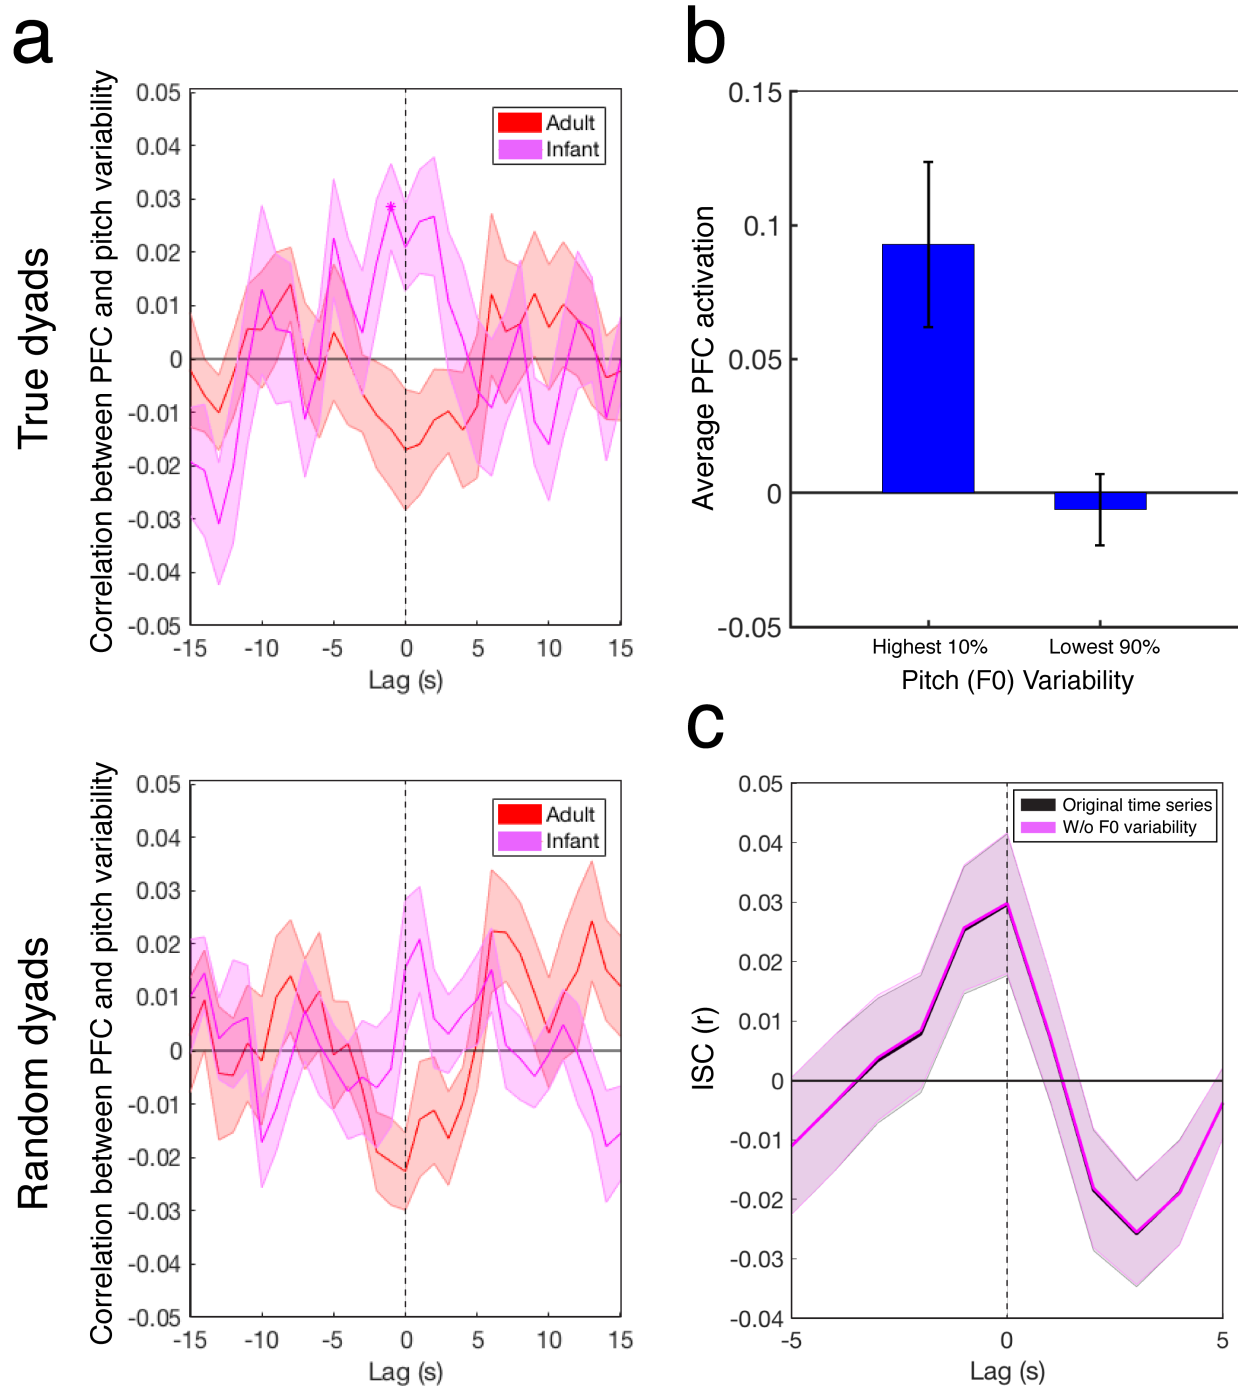 a
True dyads
Correlation between PFC and pitch variability
0.05
0.04
0.03
0.02
0.01
0
-0.01
-0.02
-0.03
-0.04
-0.05
-15
-10
-5
0
5
10
15
Lag (s)
Adult
Infant
*
b
Average PFC activation
0.15
0.1
0.05
0
-0.05
Highest 10%
Lowest 90%
Pitch (F0) Variability
Random dyads
Correlation between PFC and pitch variability
0.05
0.04
0.03
0.02
0.01
0
-0.01
-0.02
-0.03
-0.04
-0.05
-15
-10
-5
0
5
10
15
Lag (s)
Adult
Infant
c
ISC (r)
0.05
0.04
0.03
0.02
0.01
0
-0.01
-0.02
-0.03
-0.04
-5
0
5
Lag (s)
Original time series
W/o F0 variability